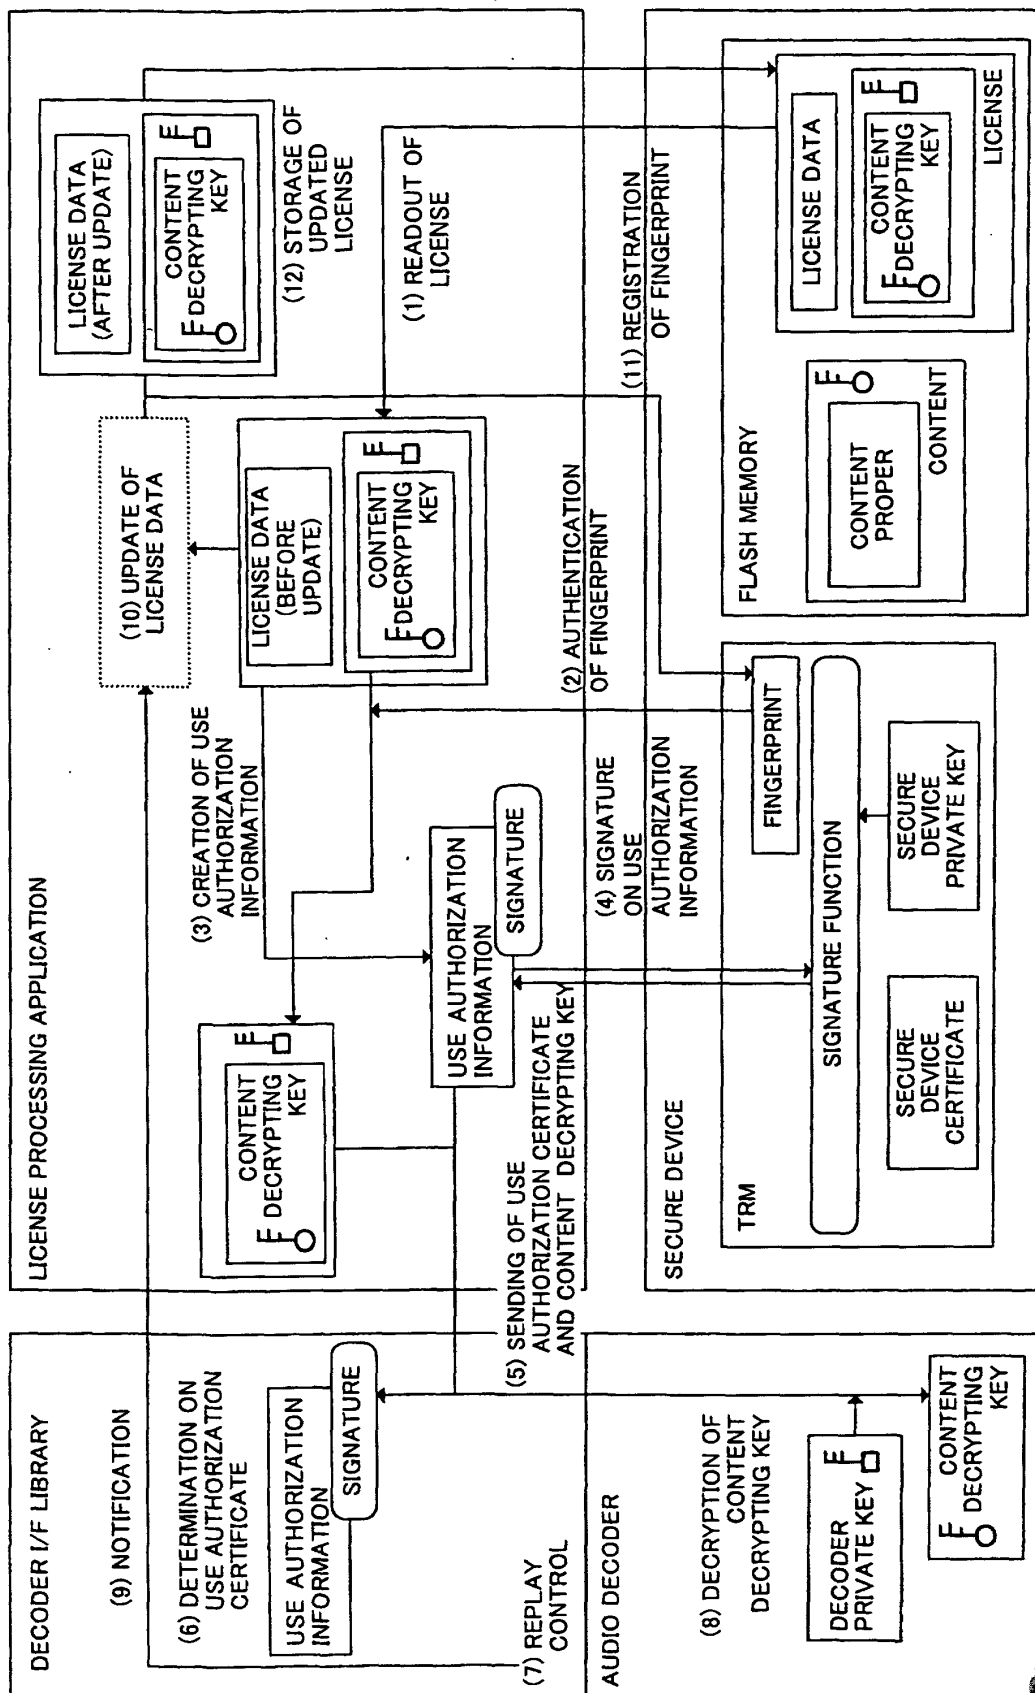 DECODER I/F LIBRARY
(9) NOTIFICATION
(6) DETERMINATION ON
USE AUTHORIZATION
CERTIFICATE
USE AUTHORIZATION
INFORMATION
SIGNATURE
(7) REPLAY
CONTROL
AUDIO DECODER
(8) DECRYPTION OF
CONTENT
DECRYPTING KEY
DECODER
PRIVATE KEY
CONTENT
DECRYPTING
KEY
LICENSE PROCESSING APPLICATION
CONTENT
DECRYPTING
KEY
(3) CREATION OF USE
AUTHORIZATION
INFORMATION
USE AUTHORIZATION
INFORMATION
SIGNATURE
(5) SENDING OF USE
AUTHORIZATION CERTIFICATE
AND CONTENT DECRYPTING KEY
(10) UPDATE OF
LICENSE DATA
LICENSE DATA
(BEFORE
UPDATE)
CONTENT
DECRYPTING
KEY
LICENSE DATA
(AFTER UPDATE)
CONTENT
DECRYPTING
KEY
(12) STORAGE OF
UPDATED
LICENSE
(1) READOUT OF
LICENSE
(2) AUTHENTICATION
OF FINGERPRINT
(4) SIGNATURE
ON USE
AUTHORIZATION
INFORMATION
(11) REGISTRATION
OF FINGERPRINT
SECURE DEVICE
TRM
FINGERPRINT
SIGNATURE FUNCTION
SECURE
DEVICE
CERTIFICATE
SECURE
DEVICE
PRIVATE KEY
FLASH MEMORY
CONTENT
PROPER
CONTENT
LICENSE DATA
CONTENT
DECRYPTING
KEY
LICENSE